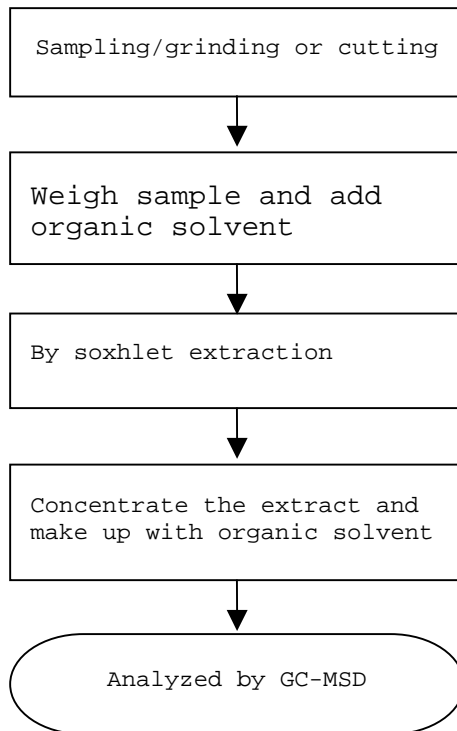 Sampling/grinding or cutting
Weigh sample and add
organic solvent
By soxhlet extraction
Concentrate the extract and
make up with organic solvent
Analyzed by GC-MSD